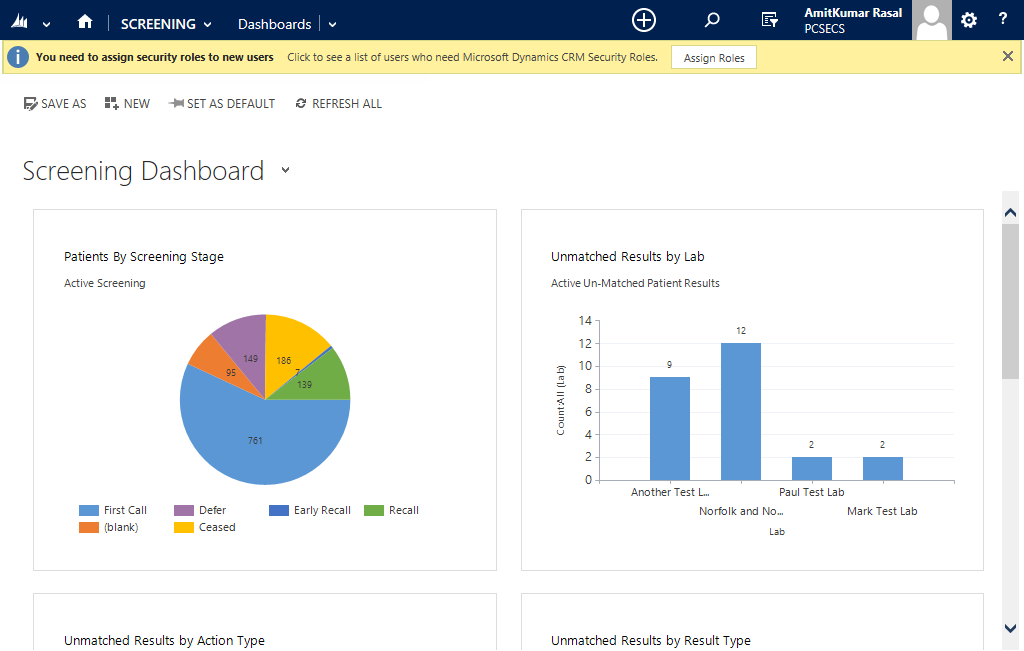 SCREENING Dashboards AmitKumar Rasal ?
PCSECS
i You need to assign security roles to new users Click to see a list of users who need Microsoft Dynamics CRM Security Roles. Assign Roles
SAVE AS NEW SET AS DEFAULT REFRESH ALL
Screening Dashboard
Patients By Screening Stage
Active Screening
149 186
95 7
139
761
First Call Defer Early Recall Recall
(blank) Ceased
Unmatched Results by Lab
Active Un-Matched Patient Results
14
12
10
8
6
4
2
0
Count:All (Lab)
9 12 2 2
Another Test L... Paul Test Lab
Norfolk and No... Mark Test Lab
Lab
Unmatched Results by Action Type
Unmatched Results by Result Type